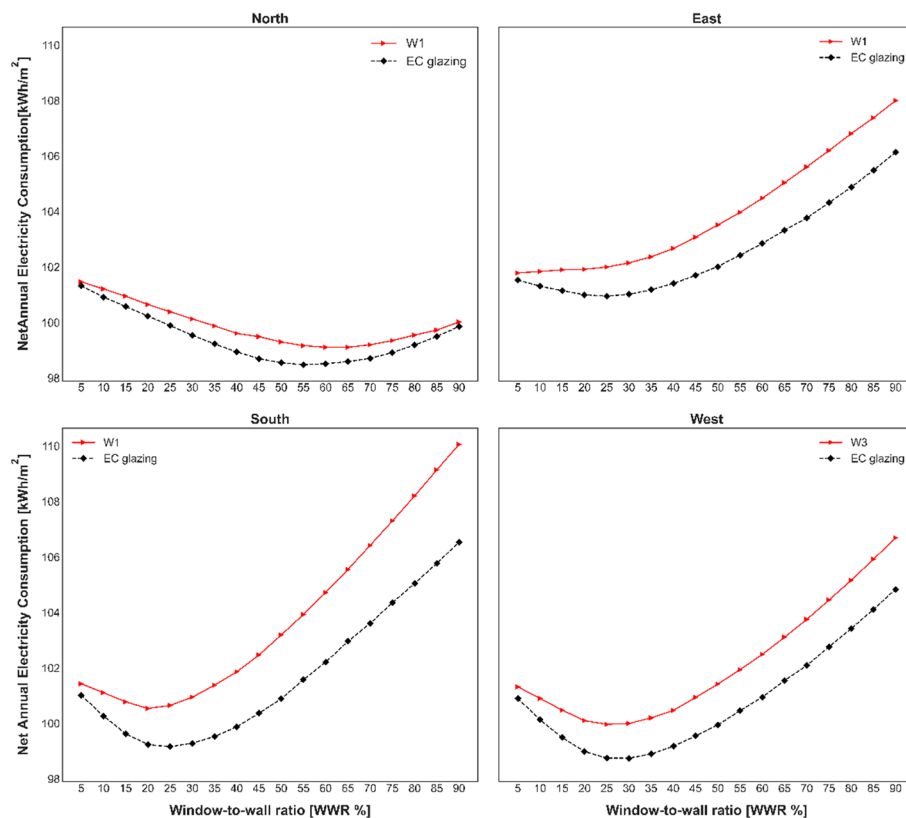 North
East
NetAnnual Electricity Consumption[kWh/m²]
110
108
106
104
102
100
98
W1
EC glazing
W1
EC glazing
5 10 15 20 25 30 35 40 45 50 55 60 65 70 75 80 85 90
5 10 15 20 25 30 35 40 45 50 55 60 65 70 75 80 85 90
South
West
Net Annual Electricity Consumption [kWh/m²]
110
108
106
104
102
100
98
W1
EC glazing
W3
EC glazing
5 10 15 20 25 30 35 40 45 50 55 60 65 70 75 80 85 90
5 10 15 20 25 30 35 40 45 50 55 60 65 70 75 80 85 90
Window-to-wall ratio [WWR %]
Window-to-wall ratio [WWR %]